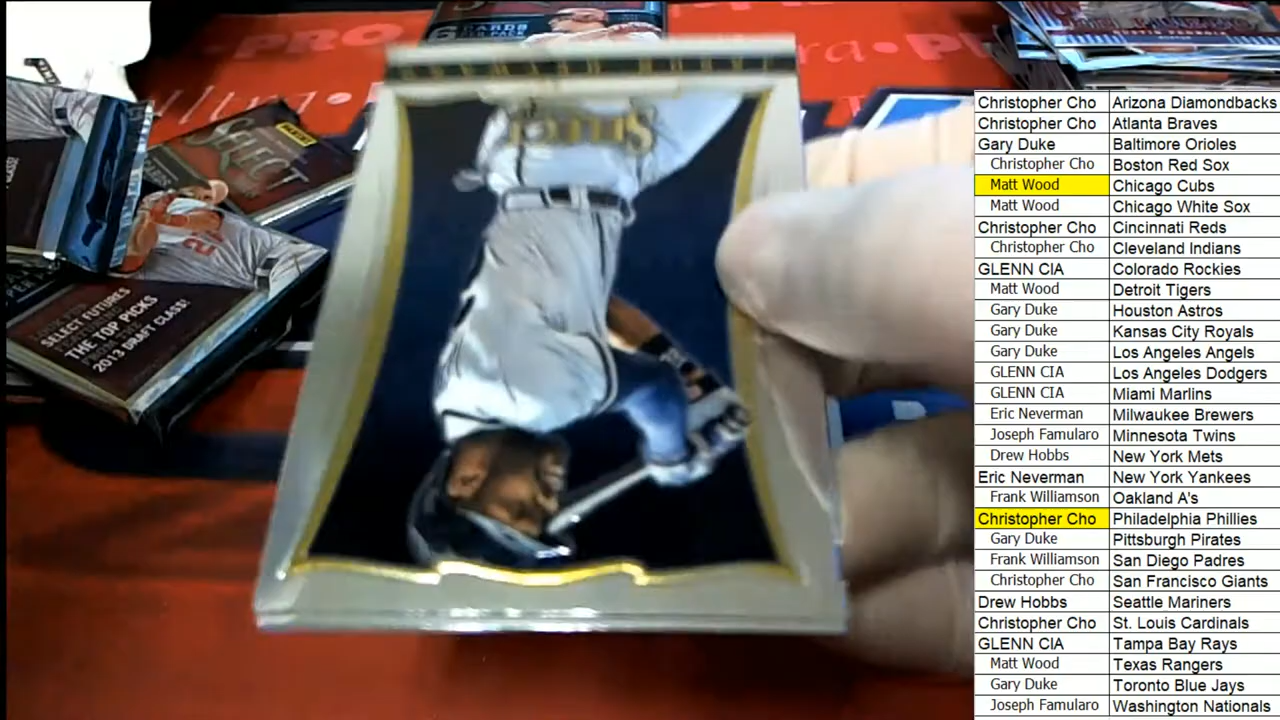 CARDS
PER PACK
PRO
ltra • P
SELECT
SELECT FUTURES
THE TOP PICKS
2013 DRAFT CLASS!
Christopher Cho Arizona Diamondbacks
Christopher Cho Atlanta Braves
Gary Duke Baltimore Orioles
Christopher Cho Boston Red Sox
Matt Wood Chicago Cubs
Matt Wood Chicago White Sox
Christopher Cho Cincinnati Reds
Christopher Cho Cleveland Indians
GLENN CIA Colorado Rockies
Matt Wood Detroit Tigers
Gary Duke Houston Astros
Gary Duke Kansas City Royals
Gary Duke Los Angeles Angels
GLENN CIA Los Angeles Dodgers
GLENN CIA Miami Marlins
Eric Neverman Milwaukee Brewers
Joseph Famularo Minnesota Twins
Drew Hobbs New York Mets
Eric Neverman New York Yankees
Frank Williamson Oakland A's
Christopher Cho Philadelphia Phillies
Gary Duke Pittsburgh Pirates
Frank Williamson San Diego Padres
Christopher Cho San Francisco Giants
Drew Hobbs Seattle Mariners
Christopher Cho St. Louis Cardinals
GLENN CIA Tampa Bay Rays
Matt Wood Texas Rangers
Gary Duke Toronto Blue Jays
Joseph Famularo Washington Nationals